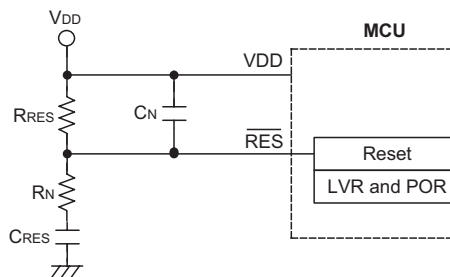 VDD
MCU
VDD
RRES
CN
RES
Reset
RN
LVR and POR
CRES